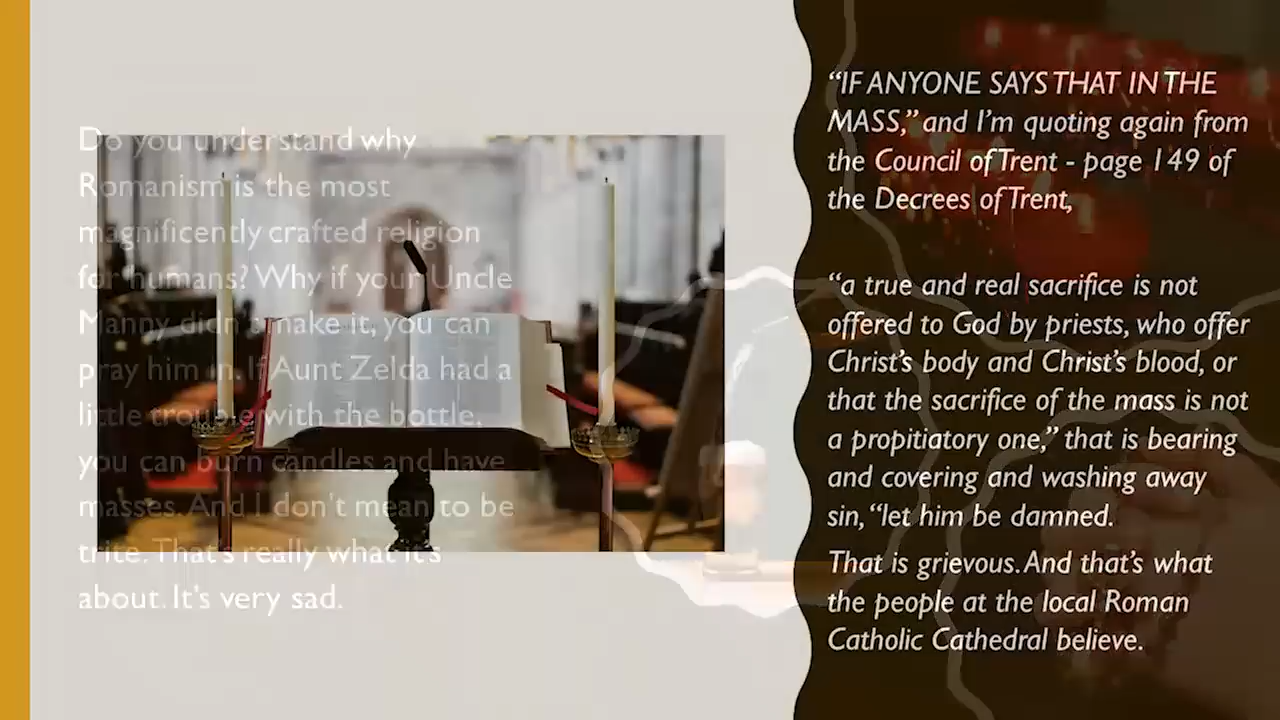 Do you understand why
Romanism is the most
magnificently crafted religion
for humans? Why if your Uncle
Manny didn't make it, you can
pray him in. If Aunt Zelda had a
little trouble with the bottle,
you can burn candles and have
masses. And I don't mean to be
trite. That's really what it's
about. It's very sad.
“IF ANYONE SAYS THAT IN THE
MASS,” and I’m quoting again from
the Council of Trent - page 149 of
the Decrees of Trent,
“a true and real sacrifice is not
offered to God by priests, who offer
Christ’s body and Christ’s blood, or
that the sacrifice of the mass is not
a propitiatory one,” that is bearing
and covering and washing away
sin, “let him be damned.
That is grievous. And that’s what
the people at the local Roman
Catholic Cathedral believe.